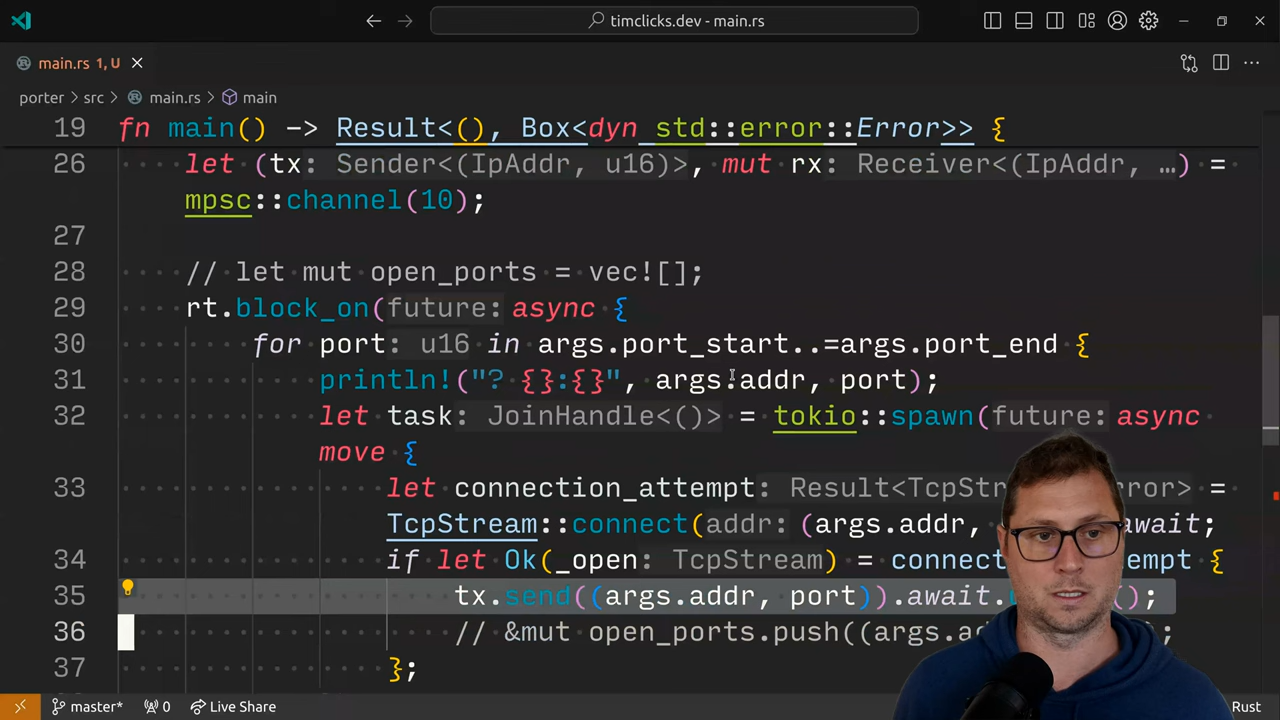 timclicks.dev - main.rs
main.rs 1, U
porter > src > main.rs > main
19 fn main() -> Result<(), Box<dyn std::error::Error>> {
26 let (tx: Sender<(IpAddr, u16)>, mut rx: Receiver<(IpAddr, …) =
mpsc::channel(10);
27
28 // let mut open_ports = vec![];
29 rt.block_on(future: async {
30 for port: u16 in args.port_start..=args.port_end {
31 println!("? {}:{}", args.addr, port);
32 let task: JoinHandle<()> = tokio::spawn(future: async
move {
33 let connection_attempt: Result<TcpStream, Error> =
TcpStream::connect(addr: (args.addr, await;
34 if let Ok(_open: TcpStream) = connection_attempt {
35 tx.send((args.addr, port)).await. ();
36 // &mut open_ports.push((args. ;
37 };
master* 0 Live Share Rust